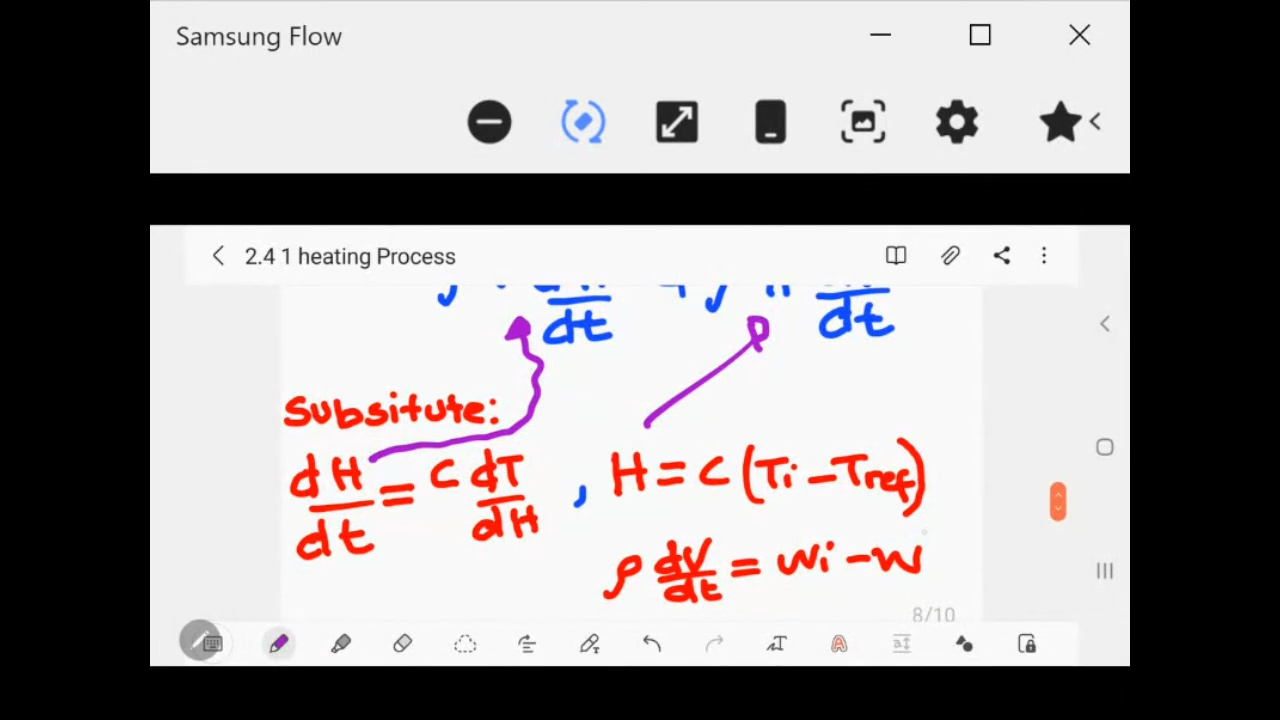 Samsung Flow
2.4 1 heating Process
dt dt
Subsitute:
dH/dt = C dT/dH , H = C (Ti - Tref)
ρ dV/dt = wi - w
8/10